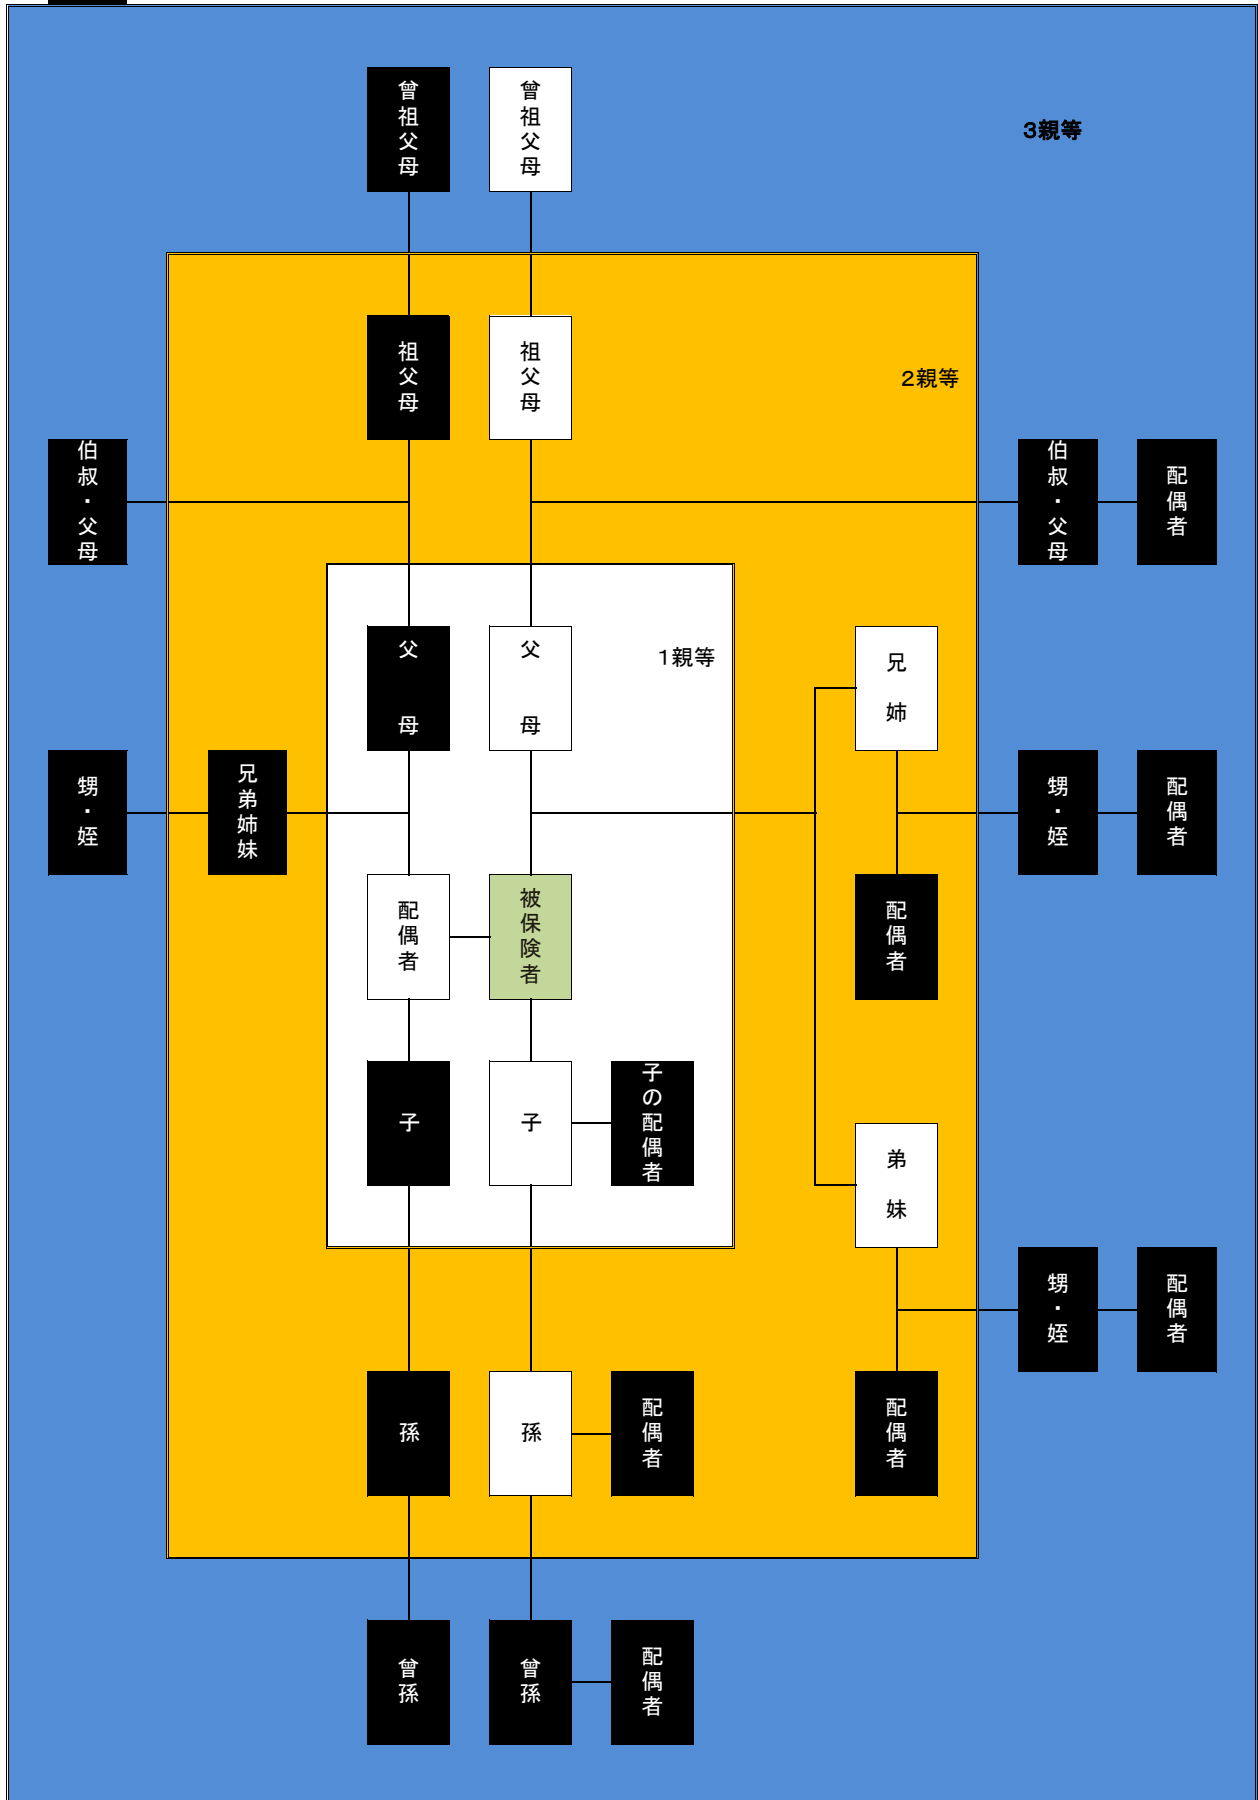 曾祖父母
曾祖父母
3親等
祖父母
祖父母
2親等
伯叔・父母
伯叔・父母
配偶者
父母
父母
1親等
兄姉
甥・姪
兄弟姉妹
甥・姪
配偶者
配偶者
被保険者
配偶者
子
子
子の配偶者
弟妹
甥・姪
配偶者
孫
孫
配偶者
配偶者
曾孫
曾孫
配偶者